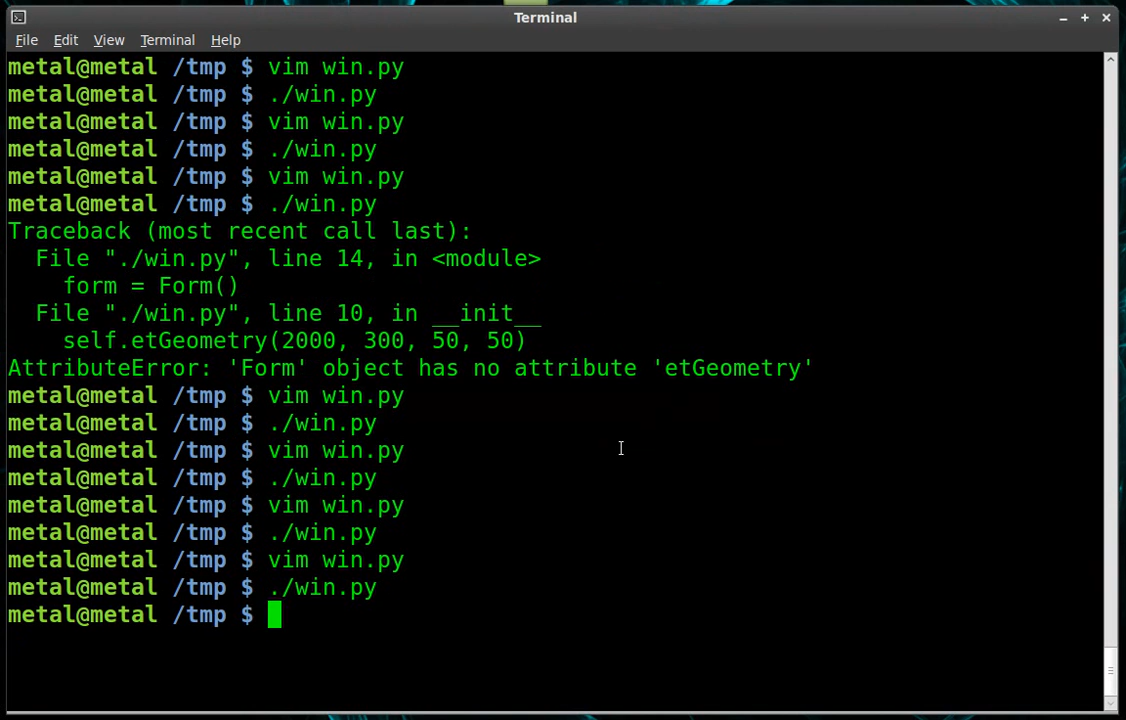 Terminal
File Edit View Terminal Help
metal@metal /tmp $ vim win.py
metal@metal /tmp $ ./win.py
metal@metal /tmp $ vim win.py
metal@metal /tmp $ ./win.py
metal@metal /tmp $ vim win.py
metal@metal /tmp $ ./win.py
Traceback (most recent call last):
  File "./win.py", line 14, in <module>
    form = Form()
  File "./win.py", line 10, in __init__
    self.etGeometry(2000, 300, 50, 50)
AttributeError: 'Form' object has no attribute 'etGeometry'
metal@metal /tmp $ vim win.py
metal@metal /tmp $ ./win.py
metal@metal /tmp $ vim win.py
metal@metal /tmp $ ./win.py
metal@metal /tmp $ vim win.py
metal@metal /tmp $ ./win.py
metal@metal /tmp $ vim win.py
metal@metal /tmp $ ./win.py
metal@metal /tmp $